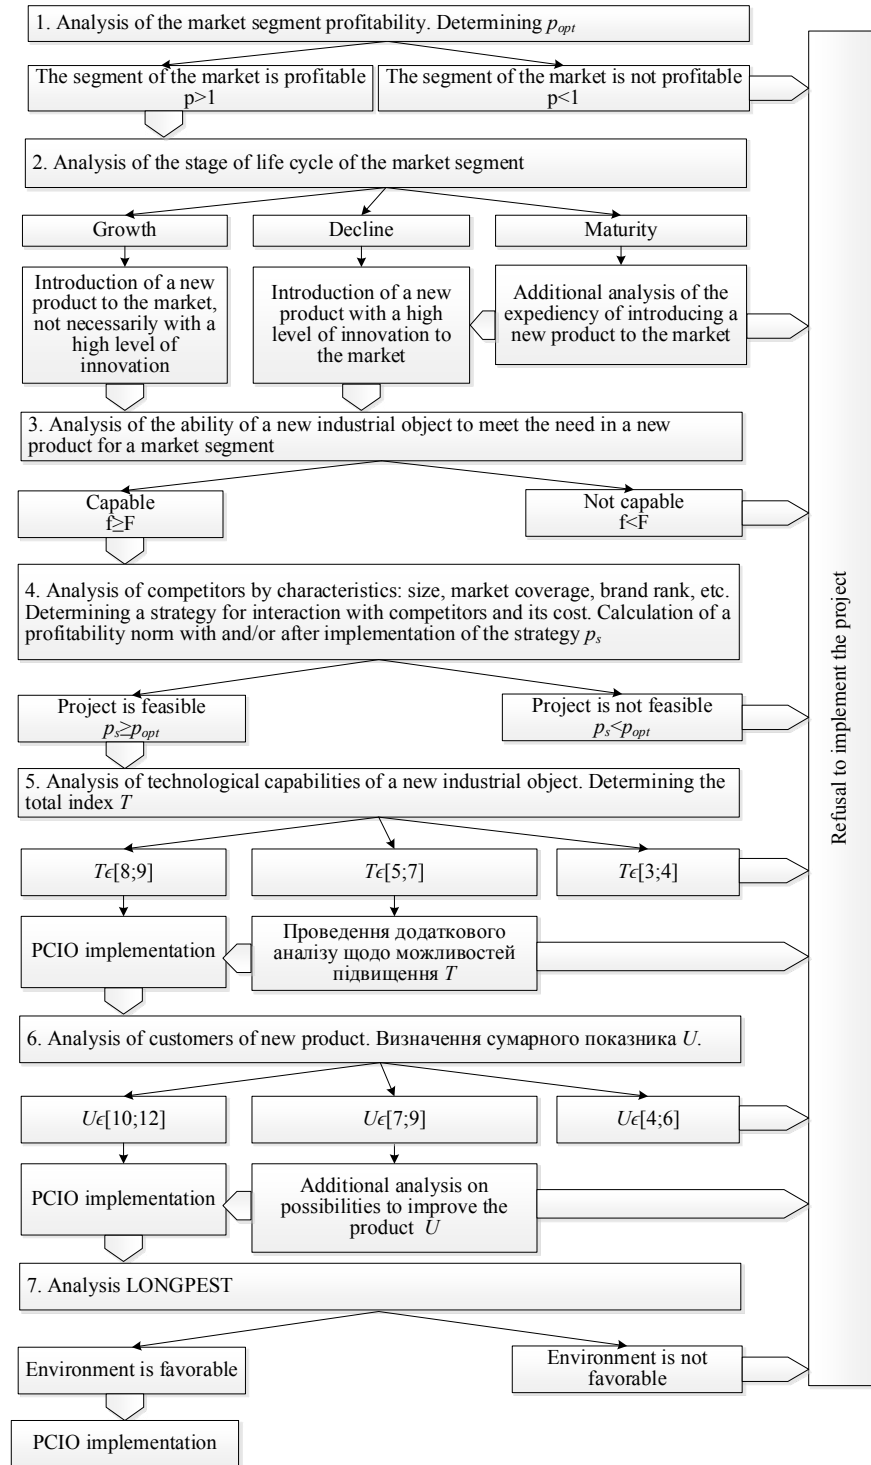 1. Analysis of the market segment profitability. Determining p_opt
The segment of the market is profitable
p>1
The segment of the market is not profitable
p<1
2. Analysis of the stage of life cycle of the market segment
Growth
Decline
Maturity
Introduction of a new
product to the market,
not necessarily with a
high level of
innovation
Introduction of a new
product with a high
level of innovation to
the market
Additional analysis of the
expediency of introducing a
new product to the market
3. Analysis of the ability of a new industrial object to meet the need in a new
product for a market segment
Capable
f≥F
Not capable
f<F
4. Analysis of competitors by characteristics: size, market coverage, brand rank, etc.
Determining a strategy for interaction with competitors and its cost. Calculation of a
profitability norm with and/or after implementation of the strategy p_s
Project is feasible
p_s≥p_opt
Project is not feasible
p_s<p_opt
5. Analysis of technological capabilities of a new industrial object. Determining the
total index T
Tϵ[8;9]
Tϵ[5;7]
Tϵ[3;4]
PCIO implementation
Проведення додаткового
аналізу щодо можливостей
підвищення T
6. Analysis of customers of new product. Визначення сумарного показника U.
Uϵ[10;12]
Uϵ[7;9]
Uϵ[4;6]
PCIO implementation
Additional analysis on
possibilities to improve the
product U
7. Analysis LONGPEST
Environment is favorable
Environment is not
favorable
PCIO implementation
Refusal to implement the project